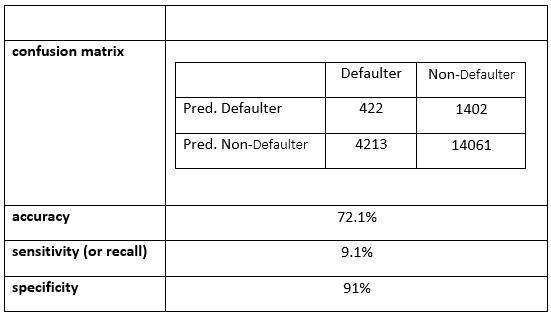 confusion matrix
Defaulter Non-Defaulter
Pred. Defaulter 422 1402
Pred. Non-Defaulter 4213 14061
accuracy 72.1%
sensitivity (or recall) 9.1%
specificity 91%